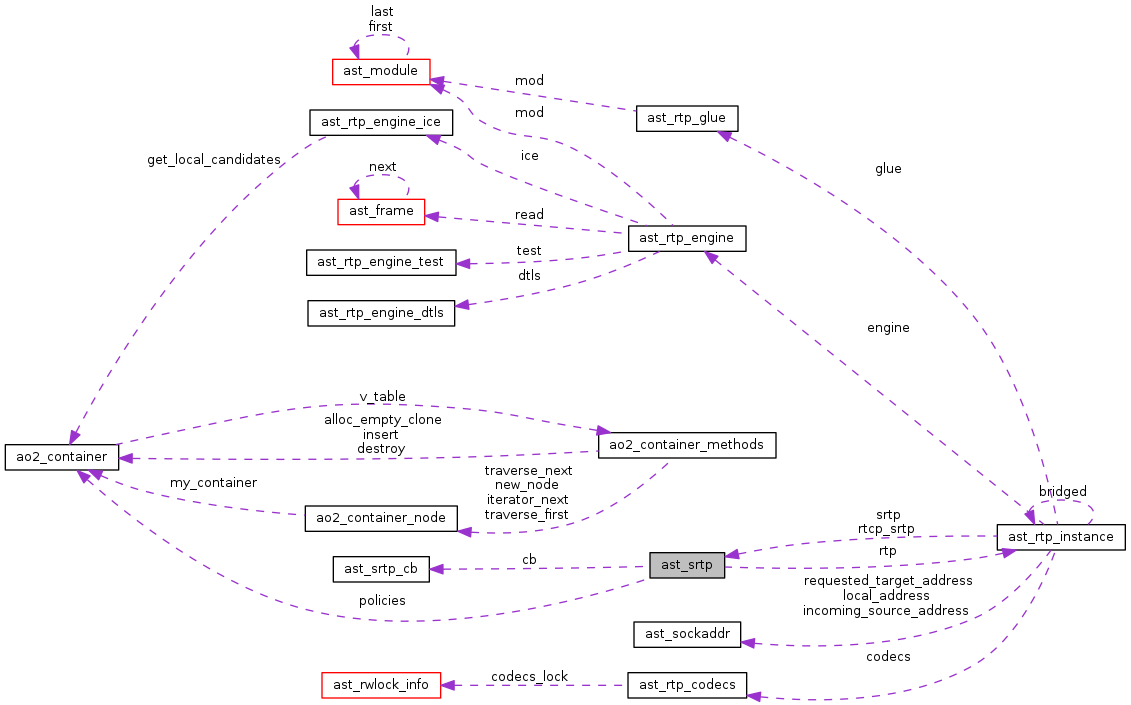 last
first
ast_module
mod
ast_rtp_glue
ast_rtp_engine_ice
mod
get_local_candidates
ice
glue
next
ast_frame
read
ast_rtp_engine
ast_rtp_engine_test
test
dtls
ast_rtp_engine_dtls
engine
v_table
alloc_empty_clone
insert
destroy
ao2_container
ao2_container_methods
my_container
traverse_next
new_node
iterator_next
traverse_first
ao2_container_node
bridged
srtp
rtcp_srtp
ast_rtp_instance
rtp
ast_srtp_cb
cb
ast_srtp
policies
requested_target_address
local_address
incoming_source_address
ast_sockaddr
codecs
ast_rwlock_info
codecs_lock
ast_rtp_codecs